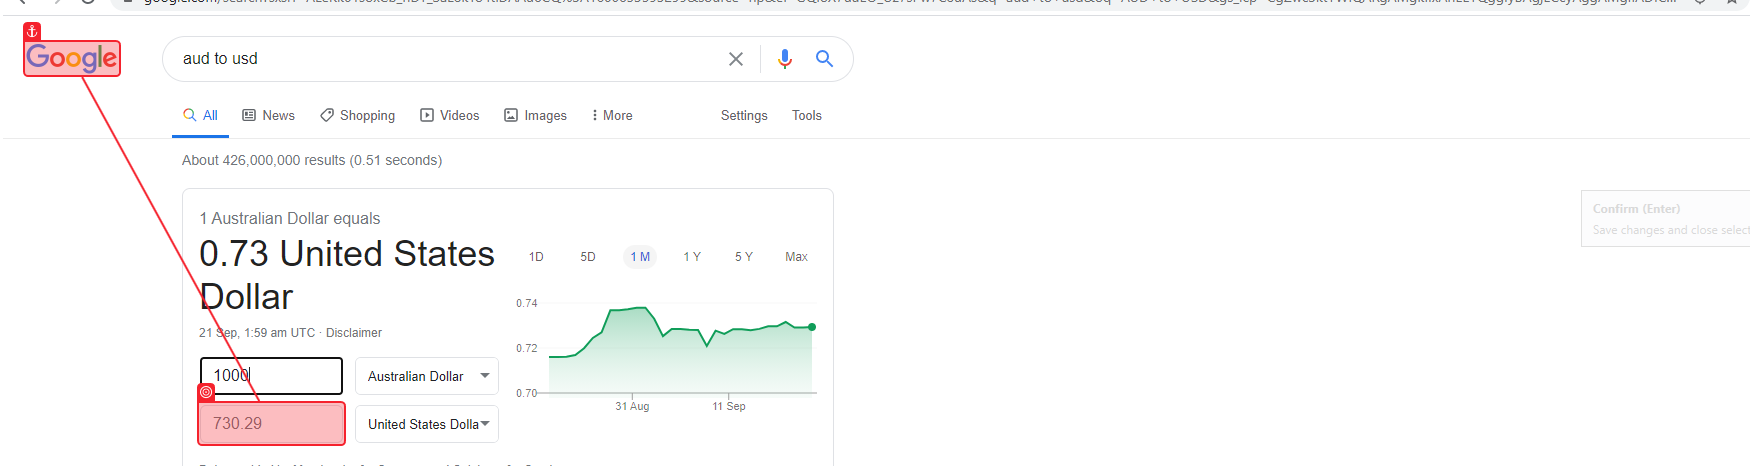 Google
aud to usd
All News Shopping Videos Images More Settings Tools
About 426,000,000 results (0.51 seconds)
Confirm (Enter)
Save changes and close select
1 Australian Dollar equals
0.73 United States
Dollar
21 Sep, 1:59 am UTC · Disclaimer
1D 5D 1 M 1 Y 5 Y Max
0.74
0.72
0.70
31 Aug 11 Sep
1000 Australian Dollar
730.29 United States Dolla